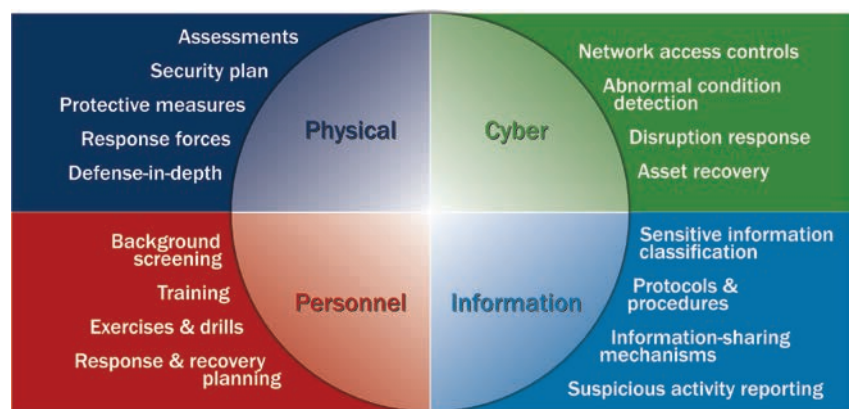 Assessments
Security plan
Protective measures
Response forces
Defense-in-depth
Physical
Cyber
Network access controls
Abnormal condition
detection
Disruption response
Asset recovery
Background
screening
Training
Exercises & drills
Response & recovery
planning
Personnel
Information
Sensitive information
classification
Protocols &
procedures
Information-sharing
mechanisms
Suspicious activity reporting